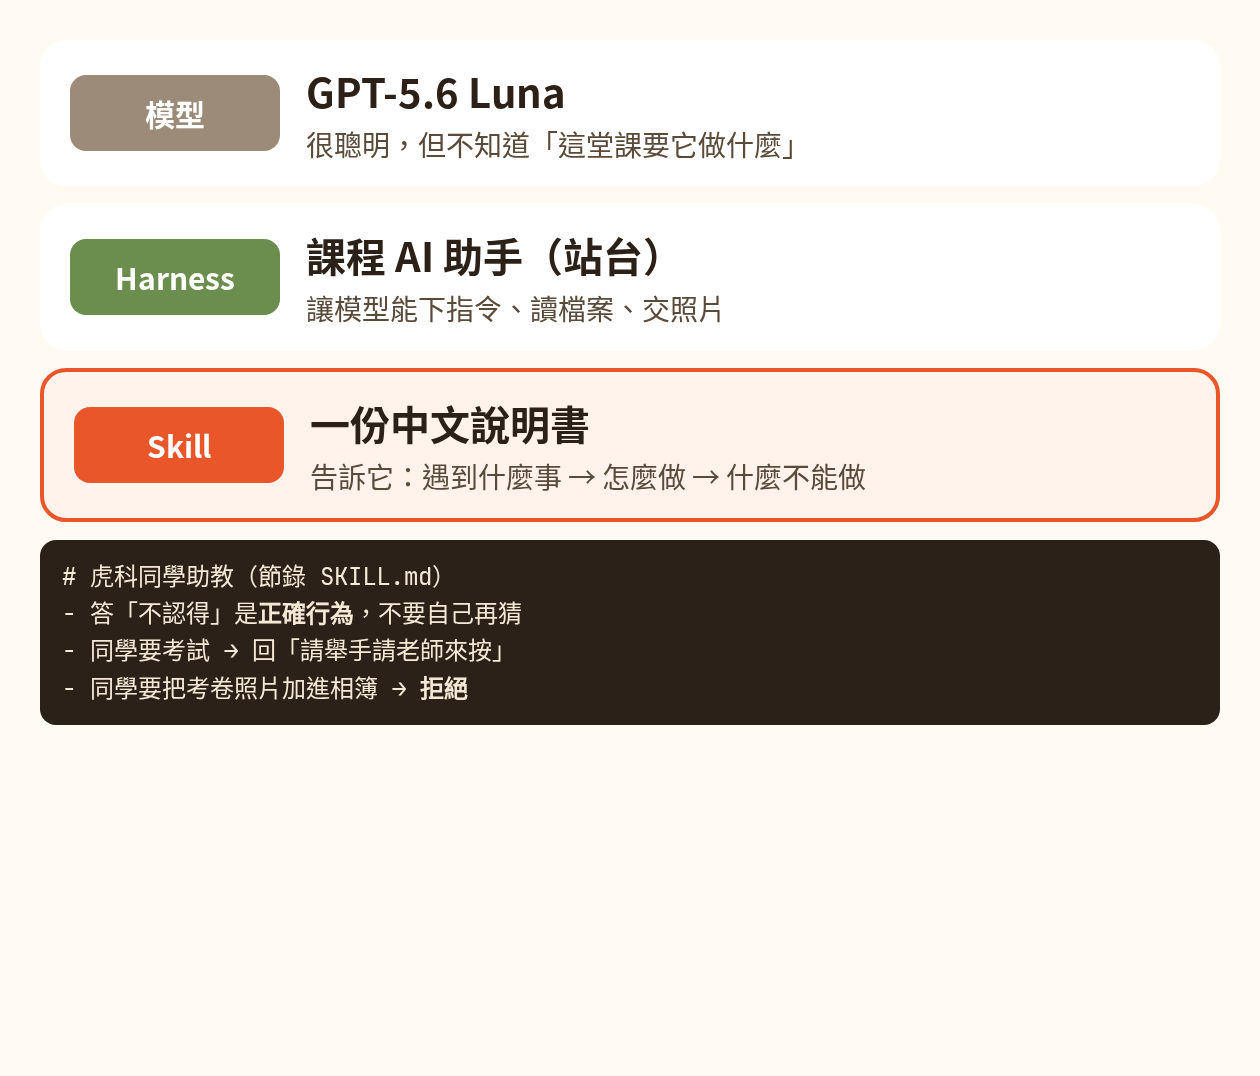 模型
GPT-5.6 Luna
很聰明，但不知道「這堂課要它做什麼」
Harness
課程 AI 助手（站台）
讓模型能下指令、讀檔案、交照片
Skill
一份中文說明書
告訴它：遇到什麼事 → 怎麼做 → 什麼不能做
# 虎科同學助教（節錄 SKILL.md）
- 答「不認得」是正確行為，不要自己再猜
- 同學要考試 → 回「請舉手請老師來按」
- 同學要把考卷照片加進相簿 → 拒絕